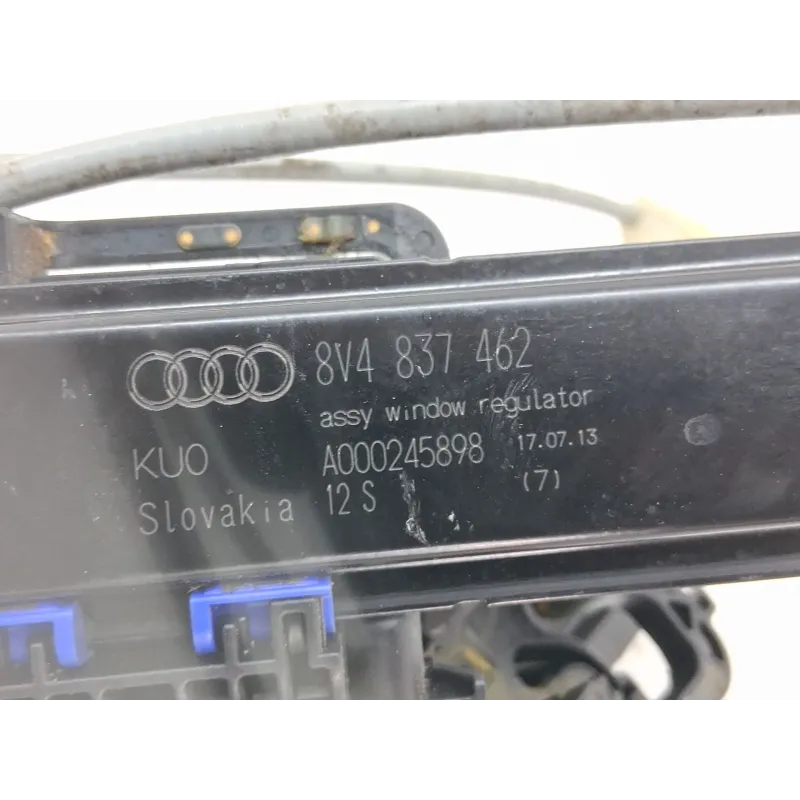 8V4 837 462
assy window regulator
KUO A000245898 17.07.13
Slovakia 12 S (7)